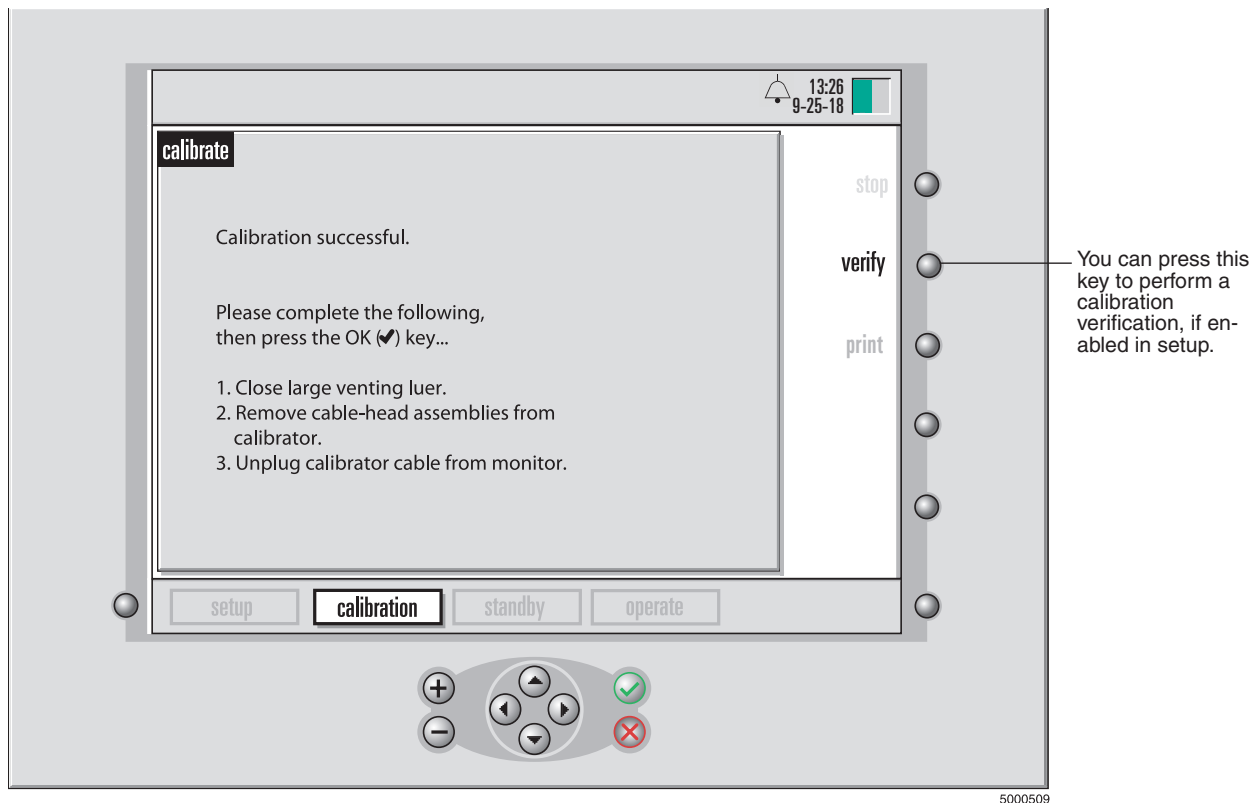 13:26
9-25-18
calibrate
Calibration successful.
Please complete the following,
then press the OK (✔) key...
1. Close large venting luer.
2. Remove cable-head assemblies from
calibrator.
3. Unplug calibrator cable from monitor.
stop
verify
print
You can press this
key to perform a
calibration
verification, if en-
abled in setup.
setup
calibration
standby
operate
5000509